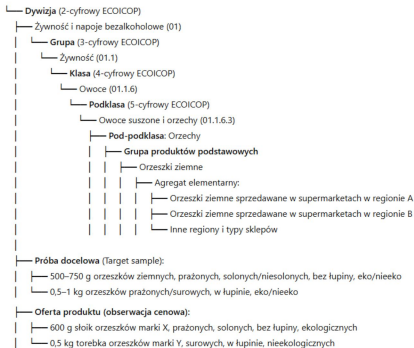 Dywizja (2-cyfrowy ECOICOP)
Żywność i napoje bezalkoholowe (01)
Grupa (3-cyfrowy ECOICOP)
Żywność (01.1)
Klasa (4-cyfrowy ECOICOP)
Owoce (01.1.6)
Podklasa (5-cyfrowy ECOICOP)
Owoce suszone i orzechy (01.1.6.3)
Pod-podklasa: Orzechy
Grupa produktów podstawowych
Orzeszki ziemne
Agregat elementarny:
Orzeszki ziemne sprzedawane w supermarketach w regionie A
Orzeszki ziemne sprzedawane w supermarketach w regionie B
Inne regiony i typy sklepów
Próba docelowa (Target sample):
500–750 g orzeszków ziemnych, prażonych, solonych/niesolonych, bez łupiny, eko/nieeko
0,5–1 kg orzeszków prażonych/surowych, w łupinie, eko/nieeko
Oferta produktu (obserwacja cenowa):
600 g słoik orzeszków marki X, prażonych, solonych, bez łupiny, ekologicznych
0,5 kg torebka orzeszków marki Y, surowych, w łupinie, nieekologicznych